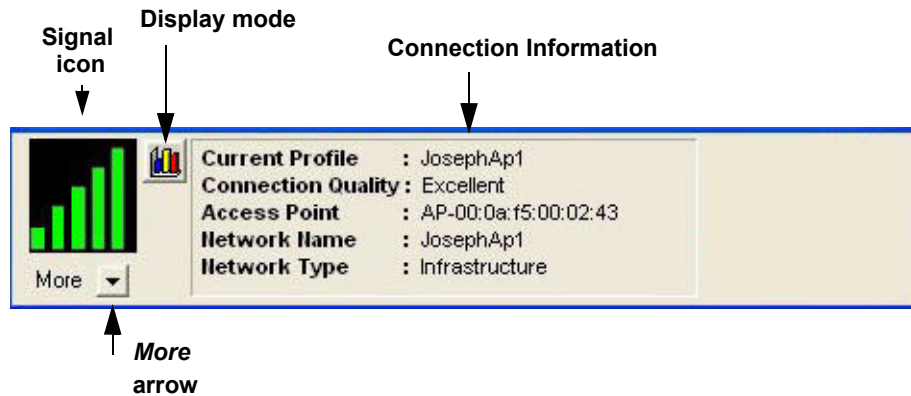 Display mode
Signal
icon
Connection Information
Current Profile : JosephAp1
Connection Quality : Excellent
Access Point : AP-00:0a:f5:00:02:43
Network Name : JosephAp1
Network Type : Infrastructure
More
More
arrow